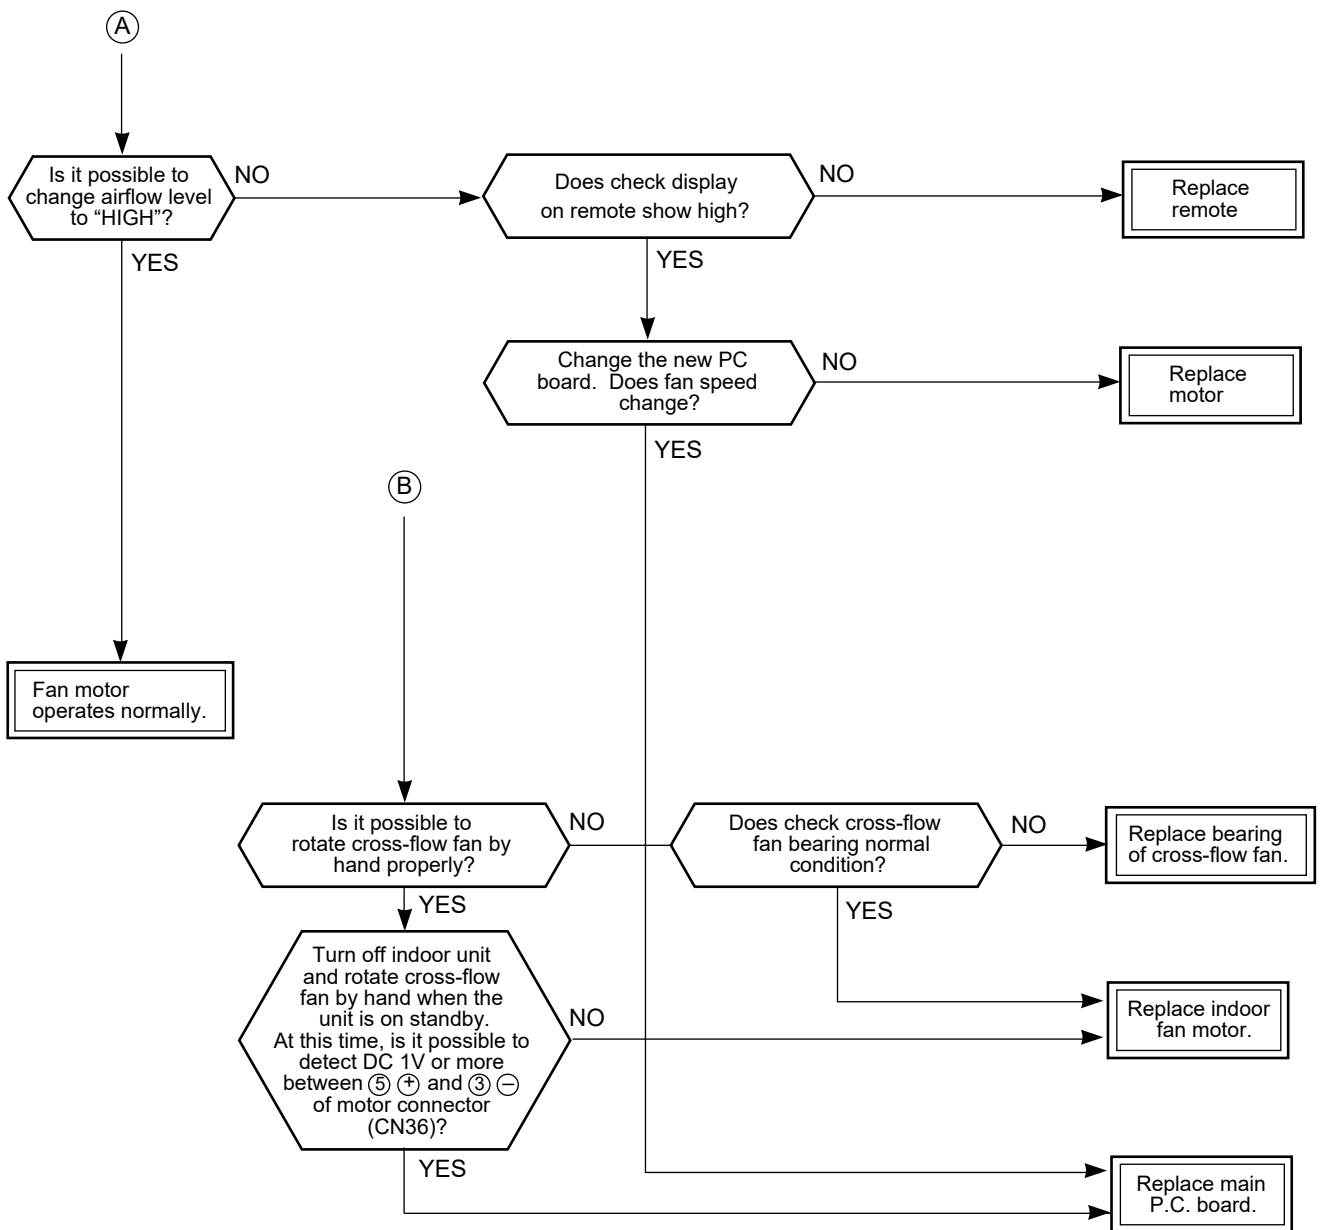 A
Is it possible to
change airflow level
to “HIGH”?
NO
YES
Does check display
on remote show high?
NO
YES
Replace
remote
Change the new PC
board. Does fan speed
change?
NO
YES
Replace
motor
B
Fan motor
operates normally.
Is it possible to
rotate cross-flow fan by
hand properly?
NO
YES
Does check cross-flow
fan bearing normal
condition?
NO
YES
Replace bearing
of cross-flow fan.
Turn off indoor unit
and rotate cross-flow
fan by hand when the
unit is on standby.
At this time, is it possible to
detect DC 1V or more
between ⑤ ⊕ and ③ ⊖
of motor connector
(CN36)?
NO
YES
Replace indoor
fan motor.
Replace main
P.C. board.